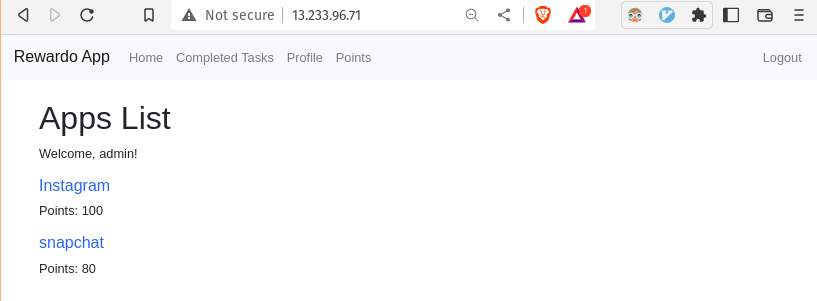 Not secure 13.233.96.71 1
Rewardo App Home Completed Tasks Profile Points Logout
Apps List
Welcome, admin!
Instagram
Points: 100
snapchat
Points: 80